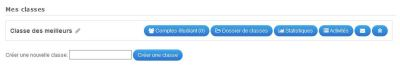 Mes classes
Classe des meilleurs
Comptes étudiant (0) Dossier de classes Statistiques Activités
Créer une nouvelle classe: Créer une classe